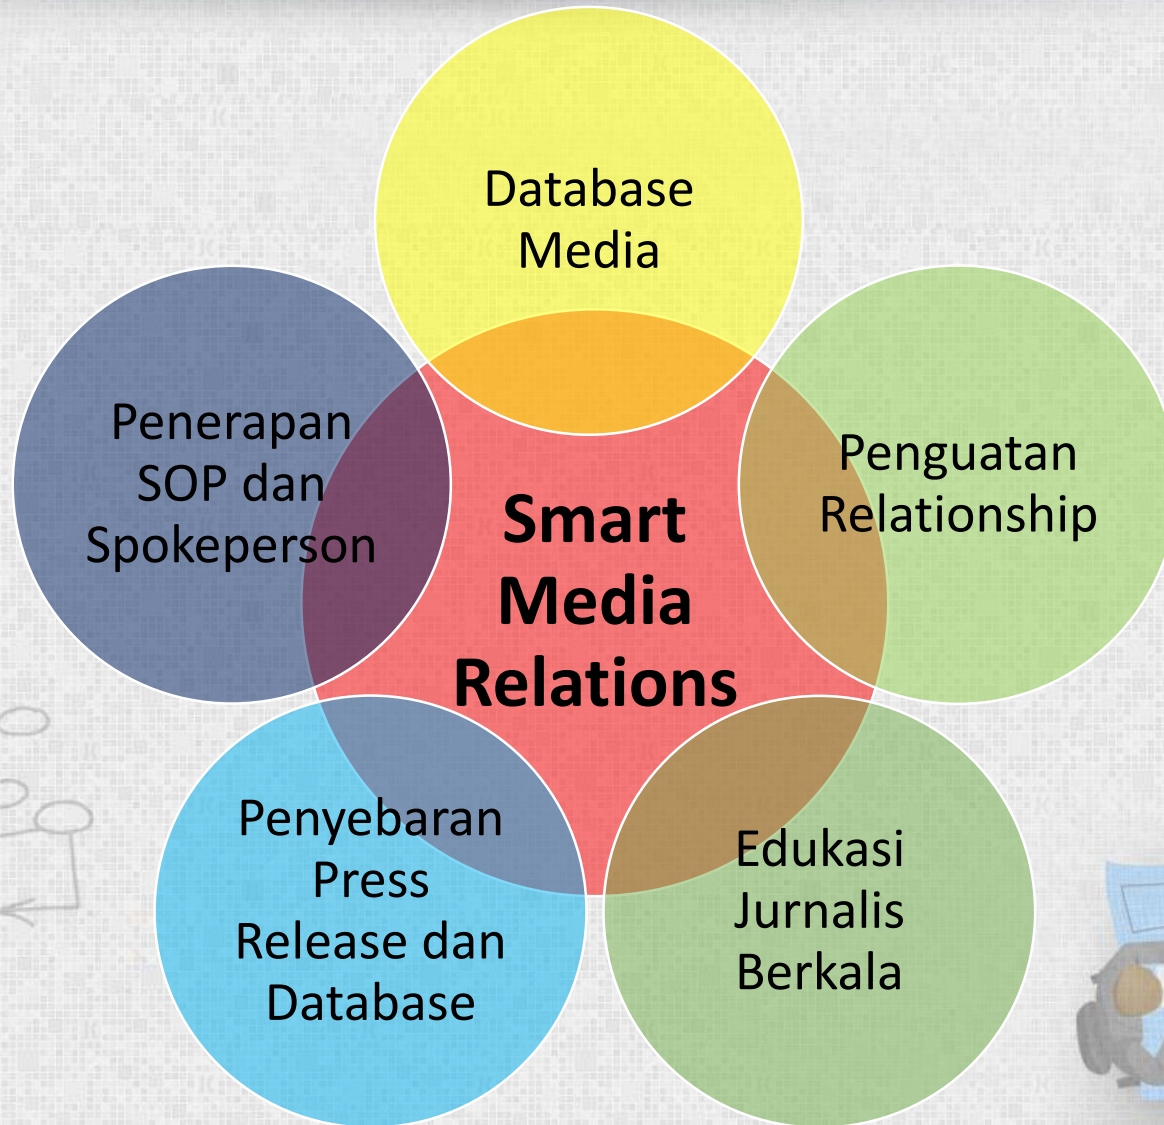 Database
Media
Penguatan
Relationship
Edukasi
Jurnalis
Berkala
Penyebaran
Press
Release dan
Database
Penerapan
SOP dan
Spokeperson
Smart
Media
Relations